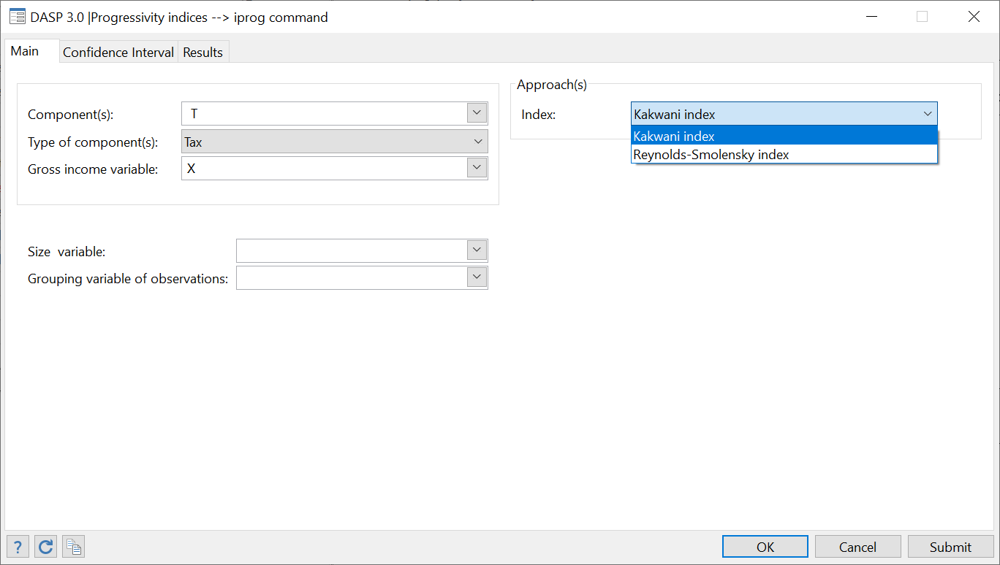 DASP 3.0 |Progressivity indices --> iprog command
Main
Confidence Interval
Results
Component(s):
T
Type of component(s):
Tax
Gross income variable:
X
Approach(s)
Index:
Kakwani index
Kakwani index
Reynolds-Smolensky index
Size  variable:
Grouping variable of observations:
?
OK
Cancel
Submit